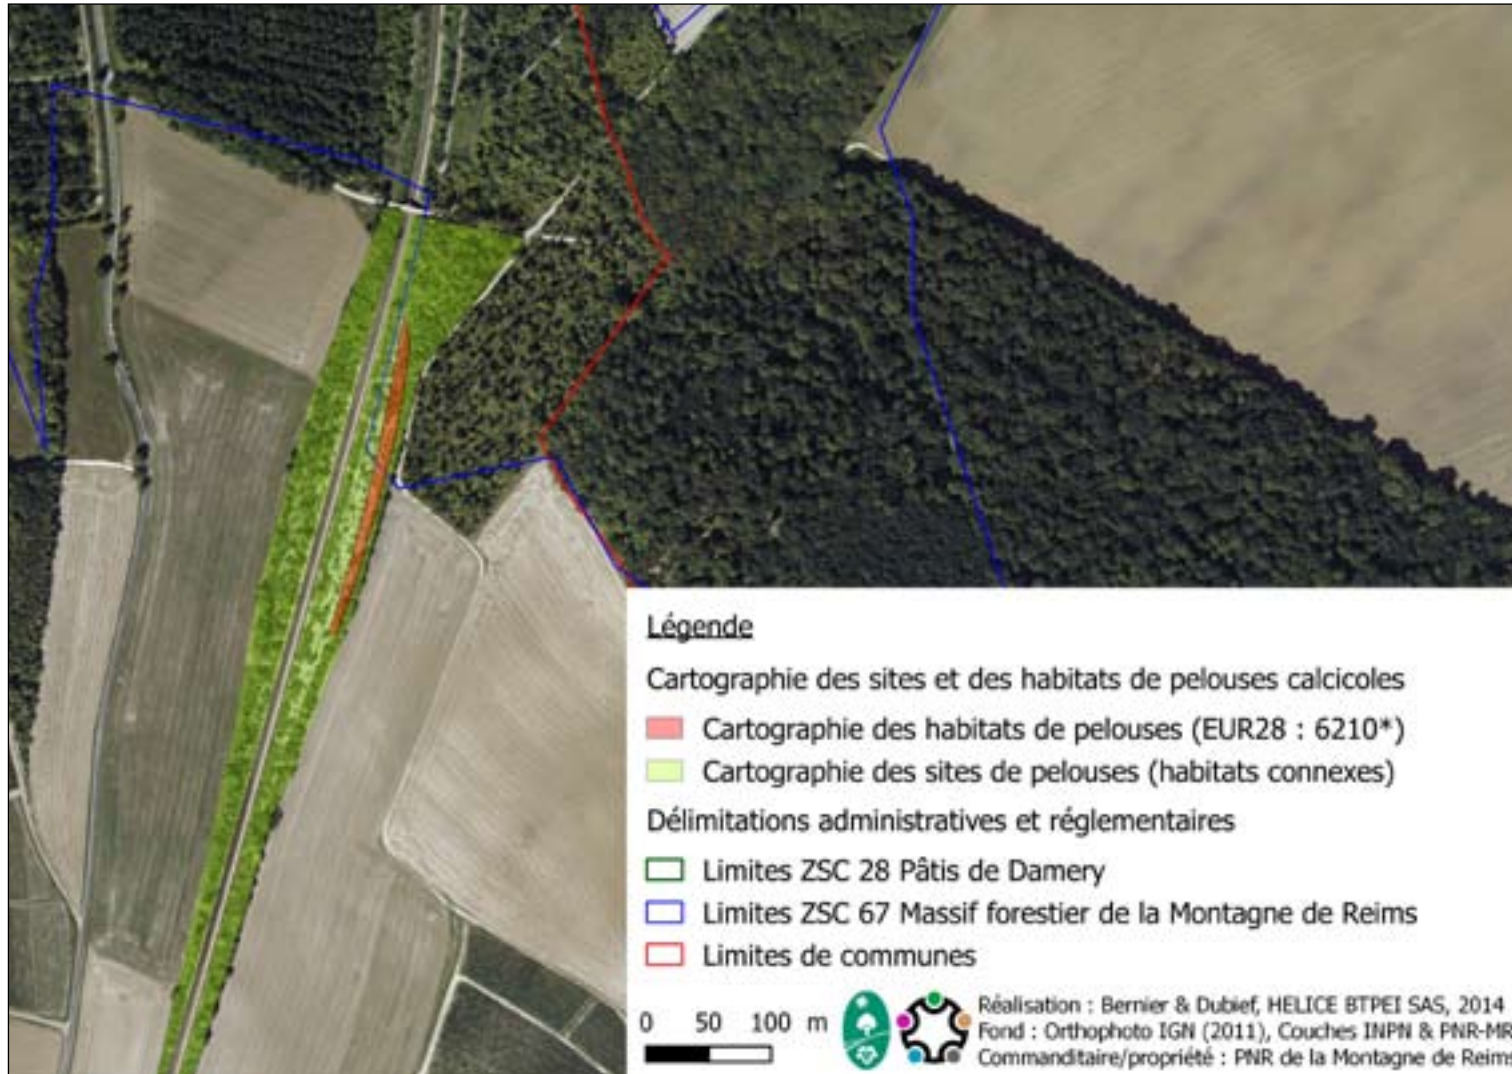 Légende
Cartographie des sites et des habitats de pelouses calcicoles
Cartographie des habitats de pelouses (EUR28 : 6210*)
Cartographie des sites de pelouses (habitats connexes)
Délimitations administratives et réglementaires
Limites ZSC 28 Pâtis de Damery
Limites ZSC 67 Massif forestier de la Montagne de Reims
Limites de communes
0 50 100 m
Réalisation : Bernier & Dubief, HELICE BTPEI SAS, 2014
Fond : Orthophoto IGN (2011), Couches INPN & PNR-MR
Commanditaire/propriété : PNR de la Montagne de Reims